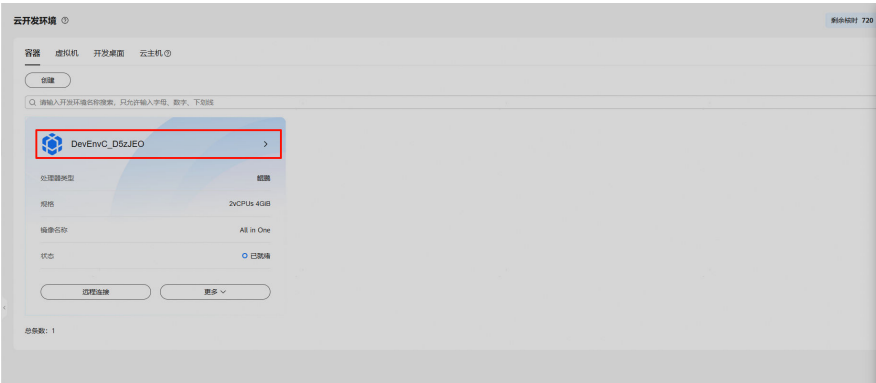 云开发环境
剩余核时 720
容器 虚拟机 开发桌面 云主机
创建
请输入开发环境名称搜索，只允许输入字母、数字、下划线
DevEnvC_D5zJEO
处理器类型 鲲鹏
规格 2vCPUs 4GiB
镜像名称 All in One
状态 已就绪
远程连接 更多
总条数：1